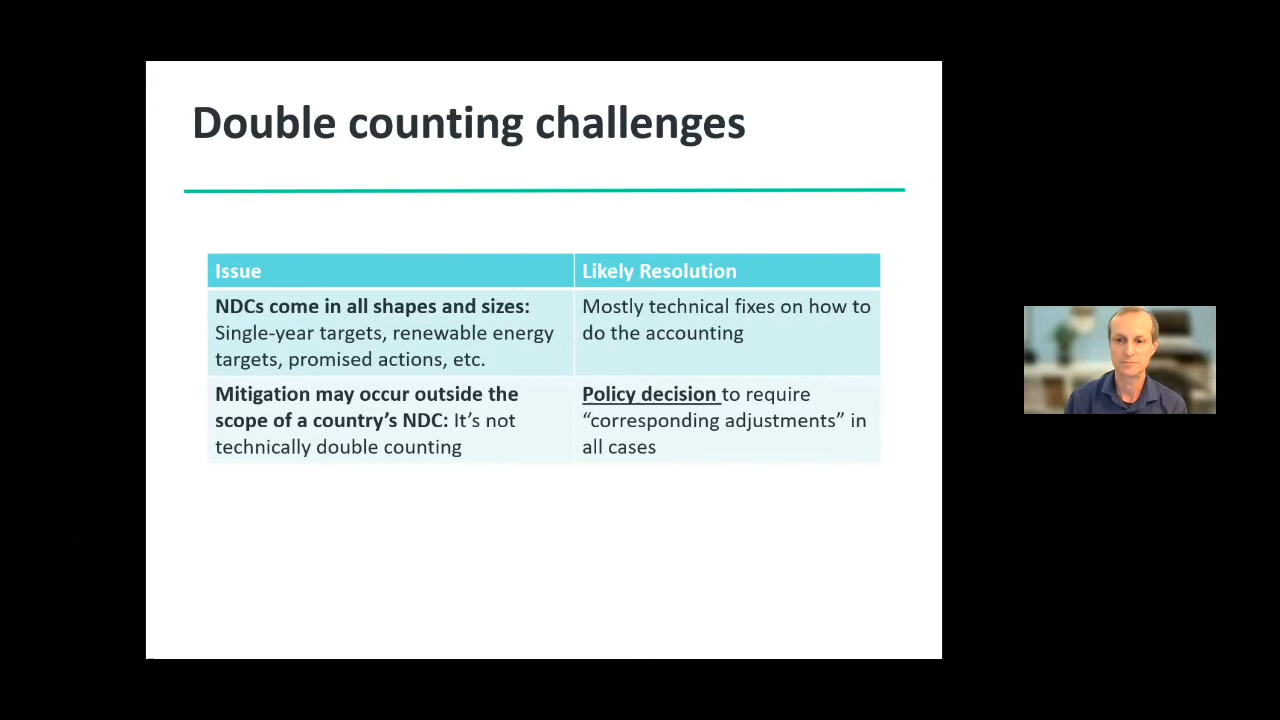 Double counting challenges
Issue
Likely Resolution
NDCs come in all shapes and sizes:
Single-year targets, renewable energy
targets, promised actions, etc.
Mostly technical fixes on how to
do the accounting
Mitigation may occur outside the
scope of a country’s NDC: It’s not
technically double counting
Policy decision to require
“corresponding adjustments” in
all cases